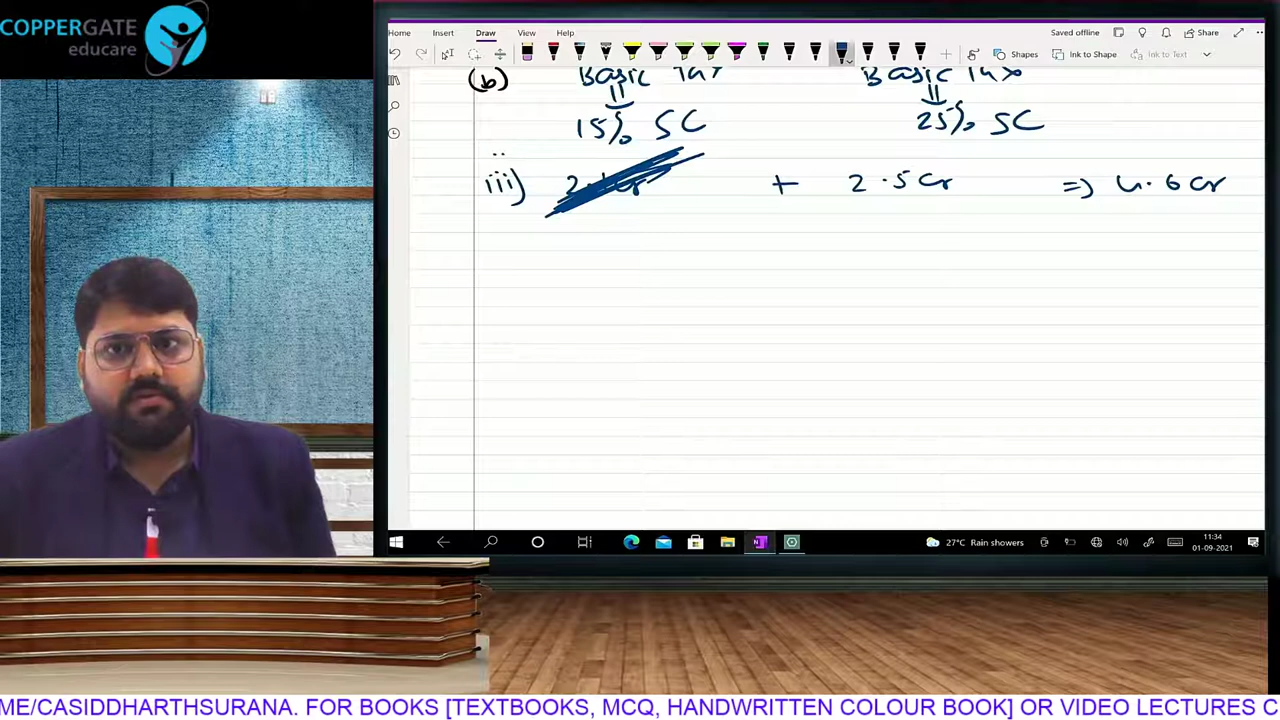 COPPERGATE
educare
Home Insert Draw View Help
Saved offline
Share
Shapes
Ink to Shape
Ink to Text
(b) Basic Tax Basic Tax
15% SC 25% SC
iii) + 2.5 Cr => 4.6 Cr
27°C Rain showers
11:34
01-09-2021
ME/CASIDDHARTHSURANA. FOR BOOKS [TEXTBOOKS, MCQ, HANDWRITTEN COLOUR BOOK] OR VIDEO LECTURES C